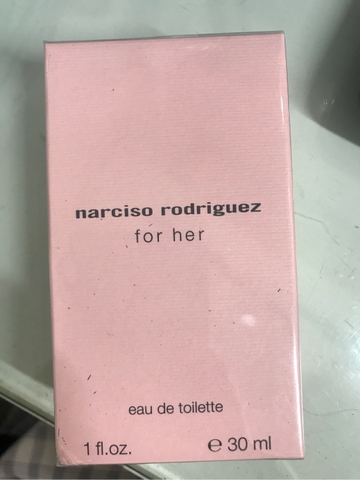 narciso rodriguez
for her
eau de toilette
1 fl.oz. ℮ 30 ml